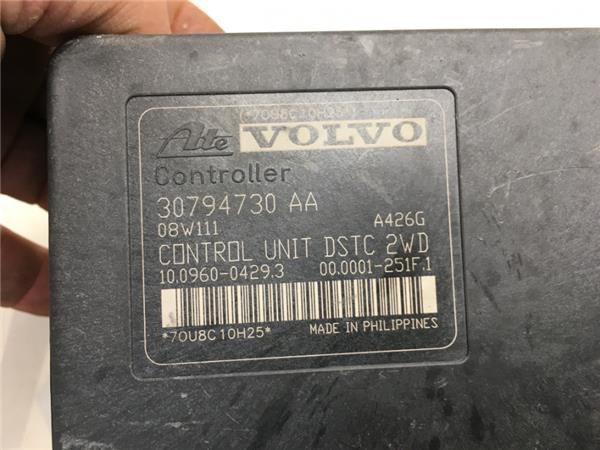 (*70U8C10H25*)
Ate VOLVO
Controller
30794730 AA
08W111 A426G
CONTROL UNIT DSTC 2WD
10.0960-0429.3 00.0001-251F.1
*70U8C10H25*
MADE IN PHILIPPINES